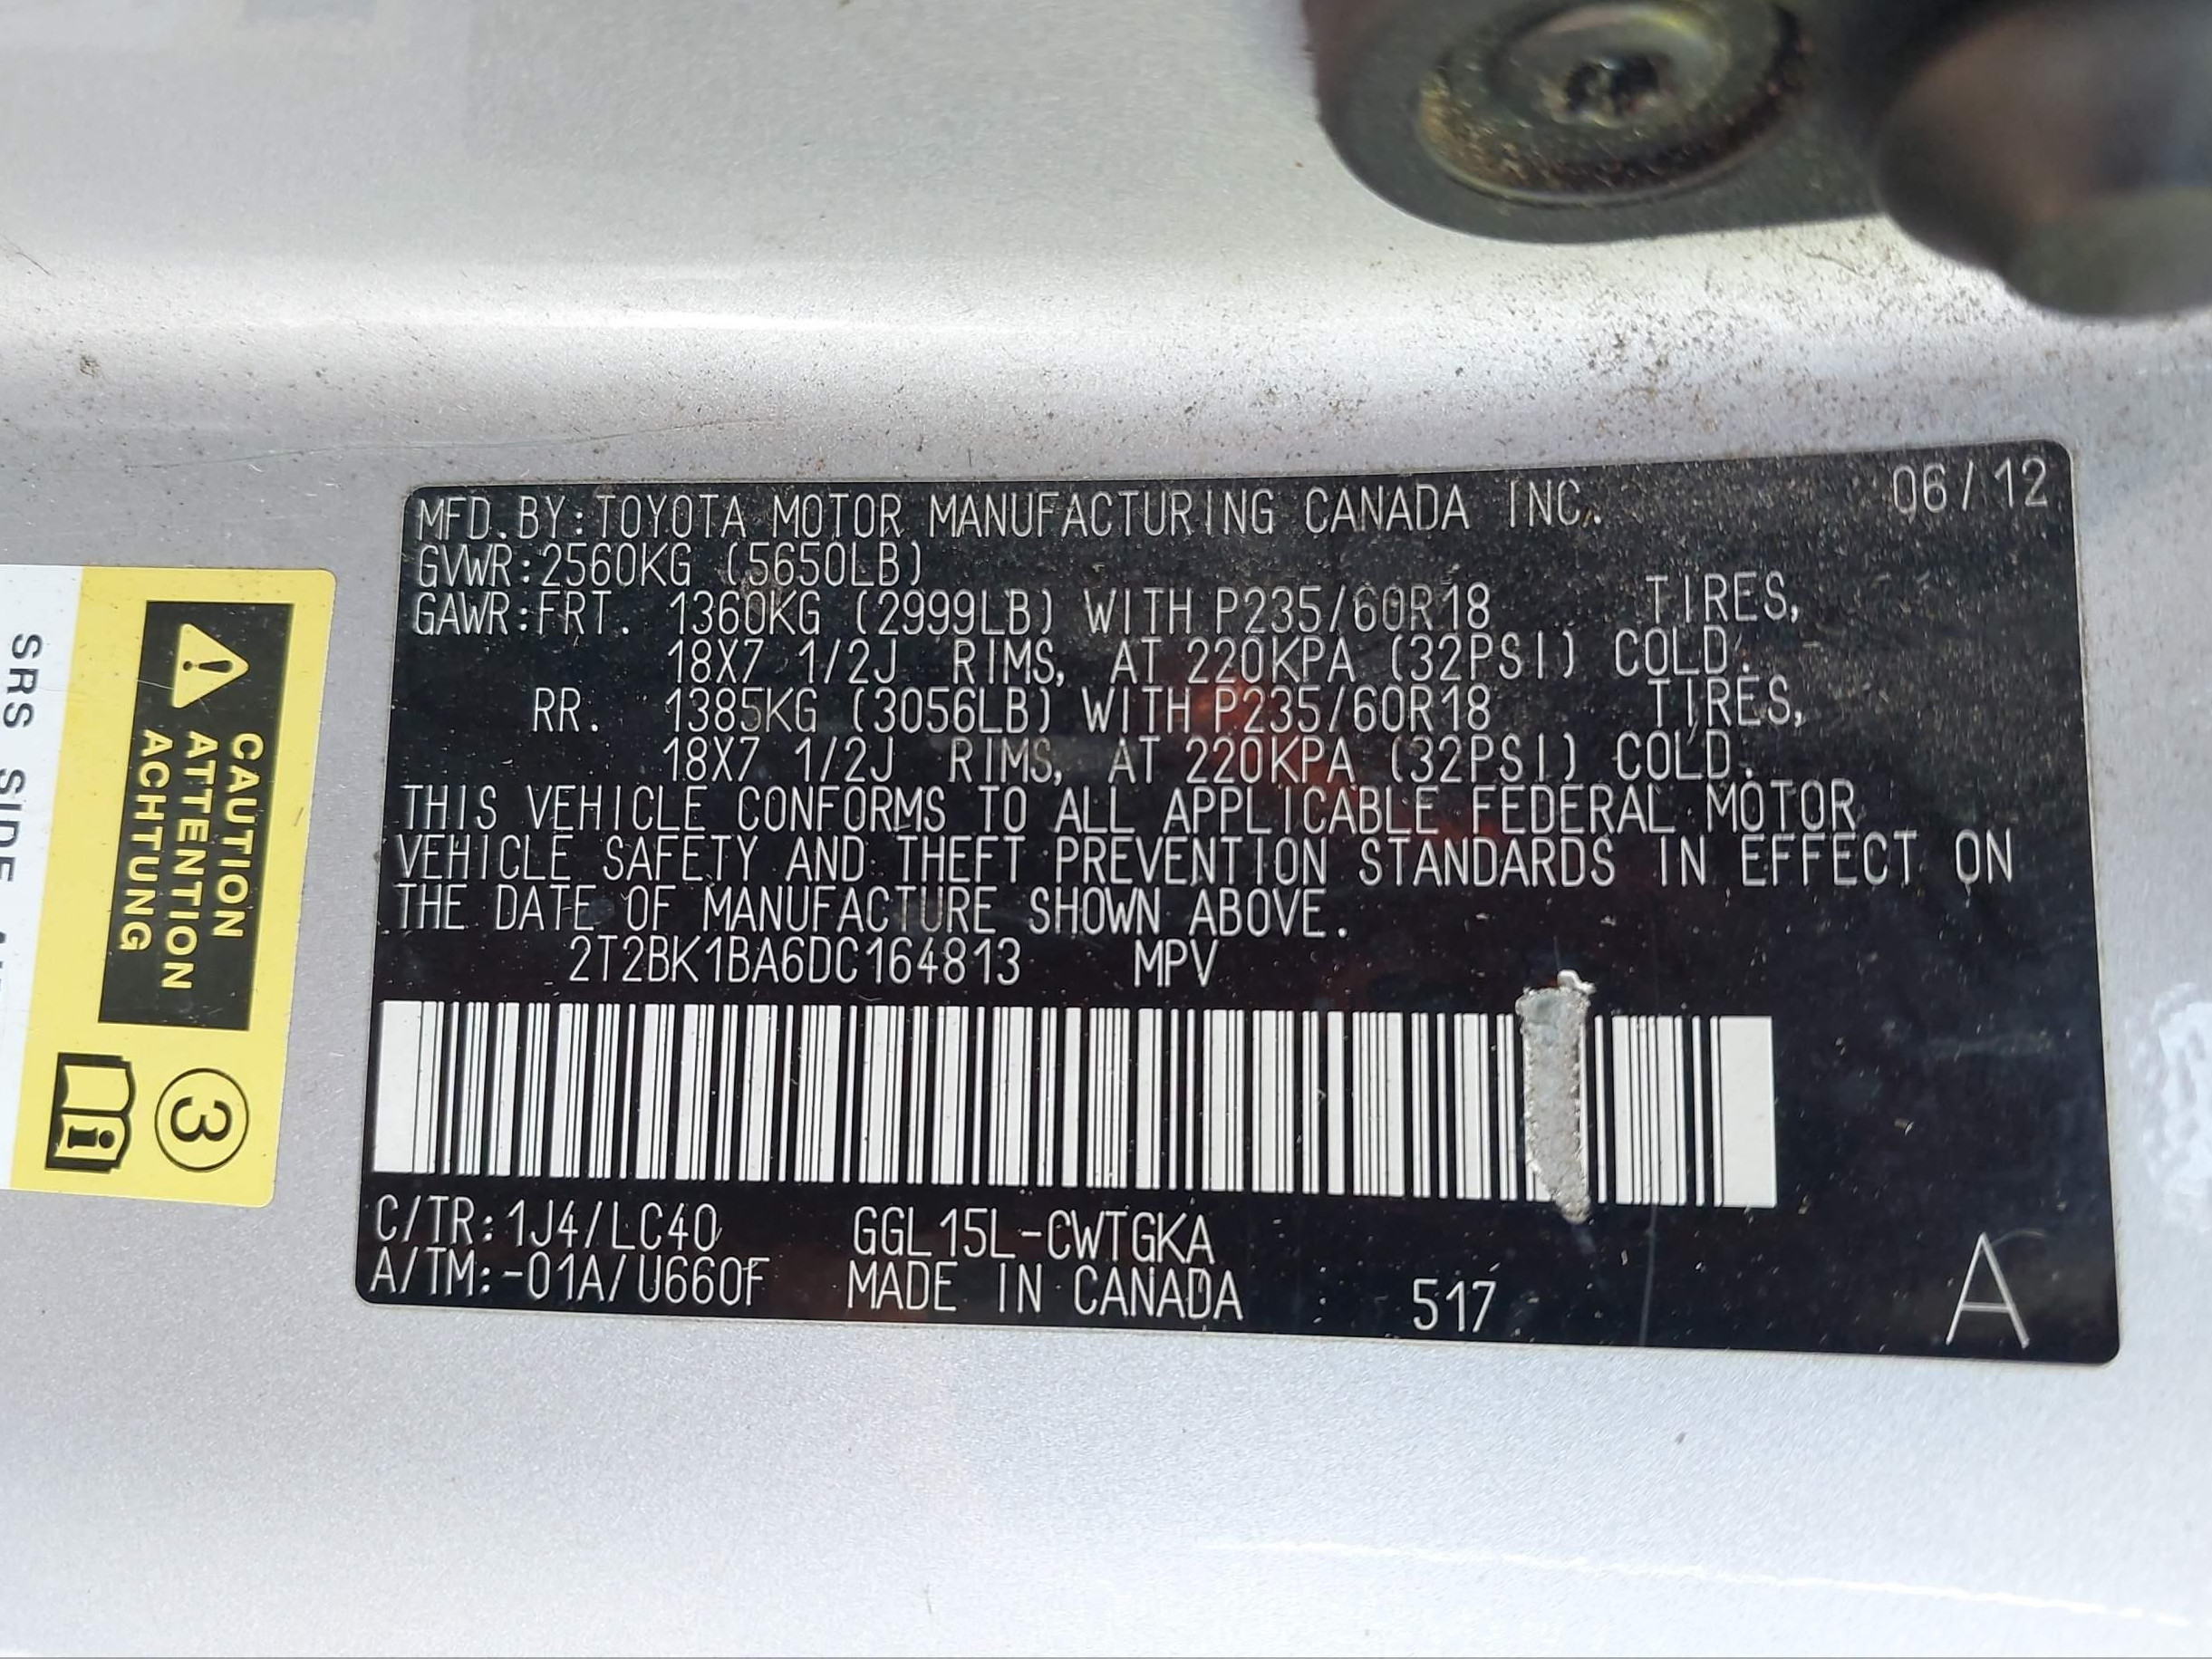 MFD. BY: TOYOTA MOTOR MANUFACTURING CANADA INC. 06/12
GVWR: 2560KG (5650LB)
GAWR: FRT. 1360KG (2999LB) WITH P235/60R18 TIRES,
18X7 1/2J RIMS, AT 220KPA (32PSI) COLD.
RR. 1385KG (3056LB) WITH P235/60R18 TIRES,
18X7 1/2J RIMS, AT 220KPA (32PSI) COLD.
THIS VEHICLE CONFORMS TO ALL APPLICABLE FEDERAL MOTOR
VEHICLE SAFETY AND THEFT PREVENTION STANDARDS IN EFFECT ON
THE DATE OF MANUFACTURE SHOWN ABOVE.
2T2BK1BA6DC164813 MPV
C/TR: 1J4/LC40 GGL15L-CWTGKA
A/TM: -01A/U660F MADE IN CANADA 517 A
CAUTION
ATTENTION
ACHTUNG
3
i
SRS SIDE